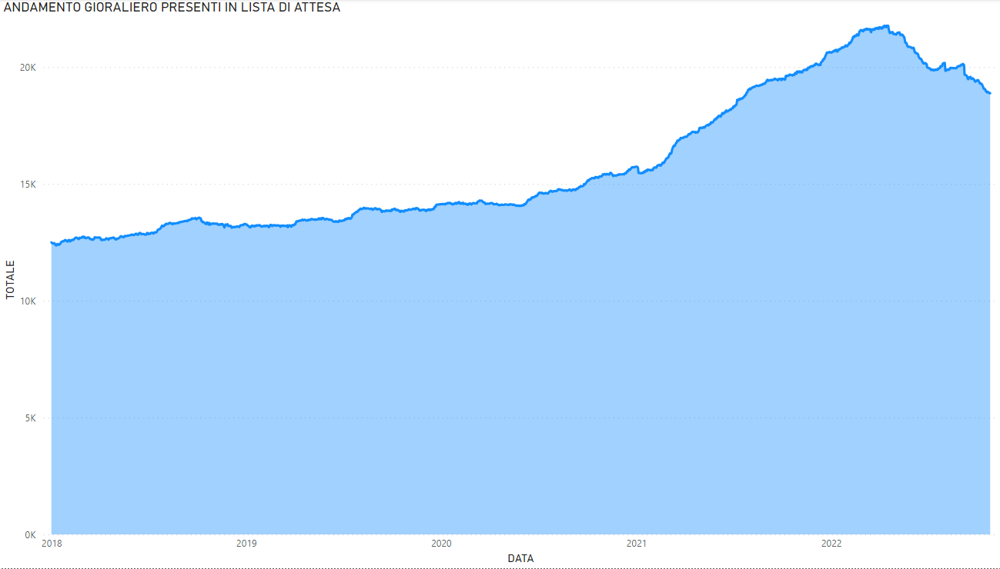 ANDAMENTO GIORALIERO PRESENTI IN LISTA DI ATTESA
20K
15K
10K
5K
0K
TOTALE
2018 2019 2020 2021 2022
DATA